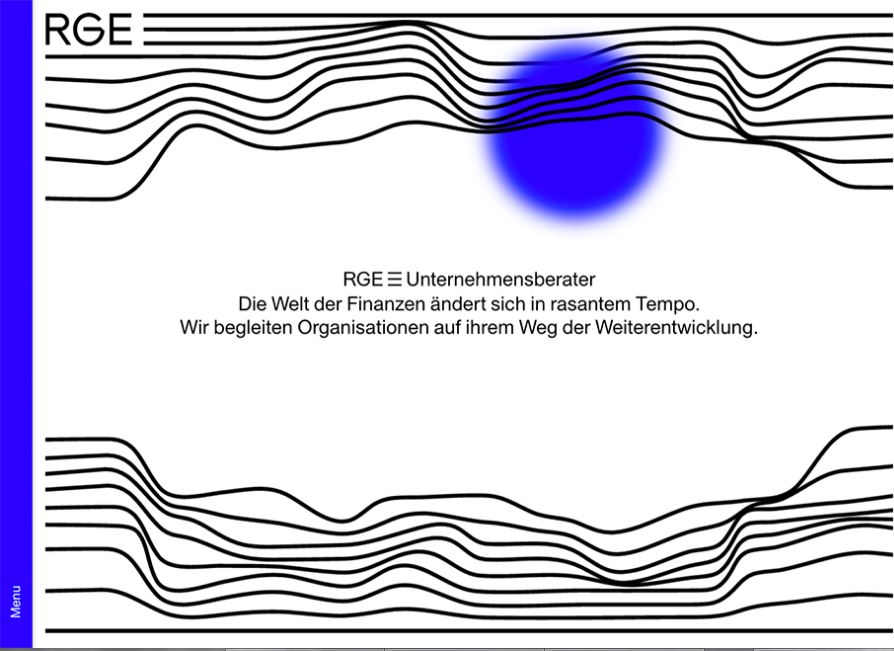 RGE
RGE ☰ Unternehmensberater
Die Welt der Finanzen ändert sich in rasantem Tempo.
Wir begleiten Organisationen auf ihrem Weg der Weiterentwicklung.
Menu